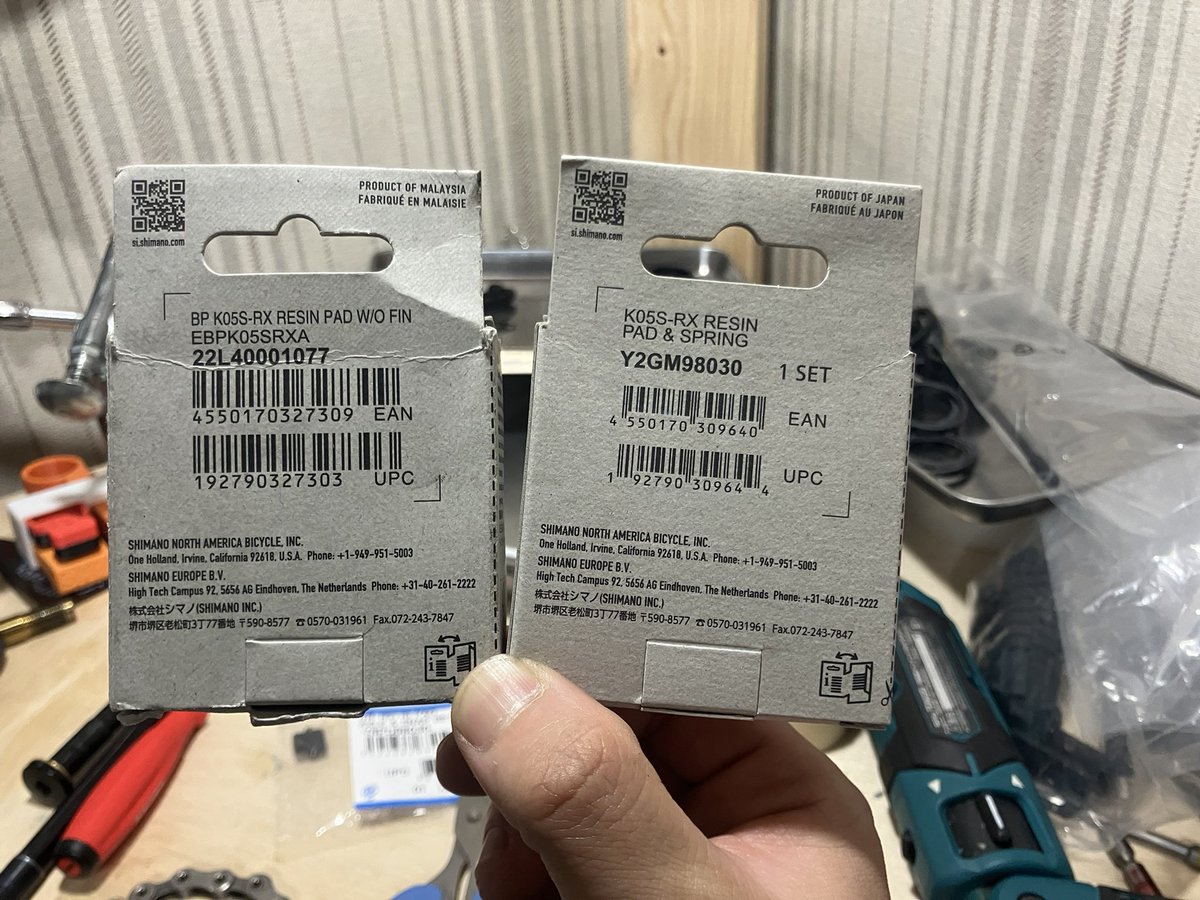 PRODUCT OF MALAYSIA
FABRIQUÉ EN MALAISIE
si.shimano.com
BP K05S-RX RESIN PAD W/O FIN
EBPK05SRXA
22L40001077
4550170327309 EAN
192790327303 UPC
SHIMANO NORTH AMERICA BICYCLE, INC.
One Holland, Irvine, California 92618, U.S.A. Phone: +1-949-951-5003
SHIMANO EUROPE B.V.
High Tech Campus 92, 5656 AG Eindhoven, The Netherlands Phone: +31-40-261-2222
株式会社シマノ(SHIMANO INC.)
堺市堺区老松町3丁77番地 〒590-8577 ☎0570-031961 Fax.072-243-7847
PRODUCT OF JAPAN
FABRIQUÉ AU JAPON
si.shimano.com
K05S-RX RESIN
PAD & SPRING
Y2GM98030 1 SET
4 550170 309640 EAN
1 92790 30964 4 UPC
SHIMANO NORTH AMERICA BICYCLE, INC.
One Holland, Irvine, California 92618, U.S.A. Phone: +1-949-951-5003
SHIMANO EUROPE B.V.
High Tech Campus 92, 5656 AG Eindhoven, The Netherlands Phone: +31-40-261-2222
株式会社シマノ(SHIMANO INC.)
堺市堺区老松町3丁77番地 〒590-8577 ☎0570-031961 Fax.072-243-7847